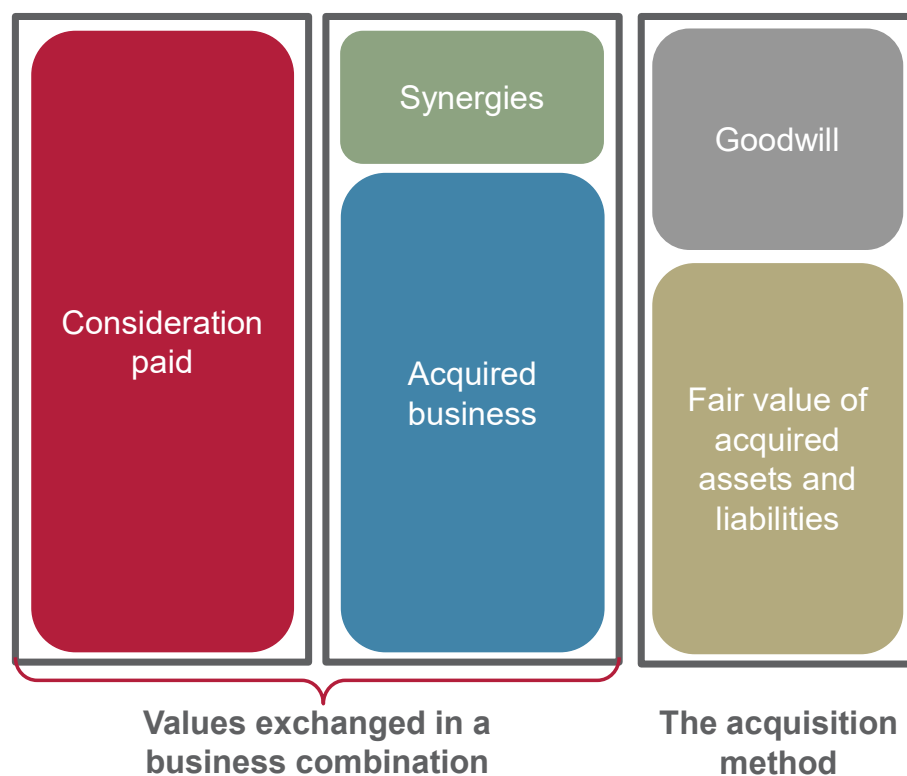 Consideration
paid
Synergies
Acquired
business
Goodwill
Fair value of
acquired
assets and
liabilities
Values exchanged in a
business combination
The acquisition
method